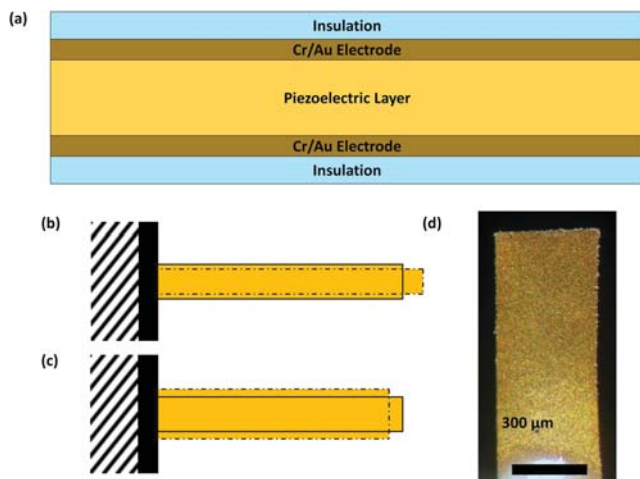 (a)
Insulation
Cr/Au Electrode
Piezoelectric Layer
Cr/Au Electrode
Insulation
(b)
(d)
(c)
300 µm